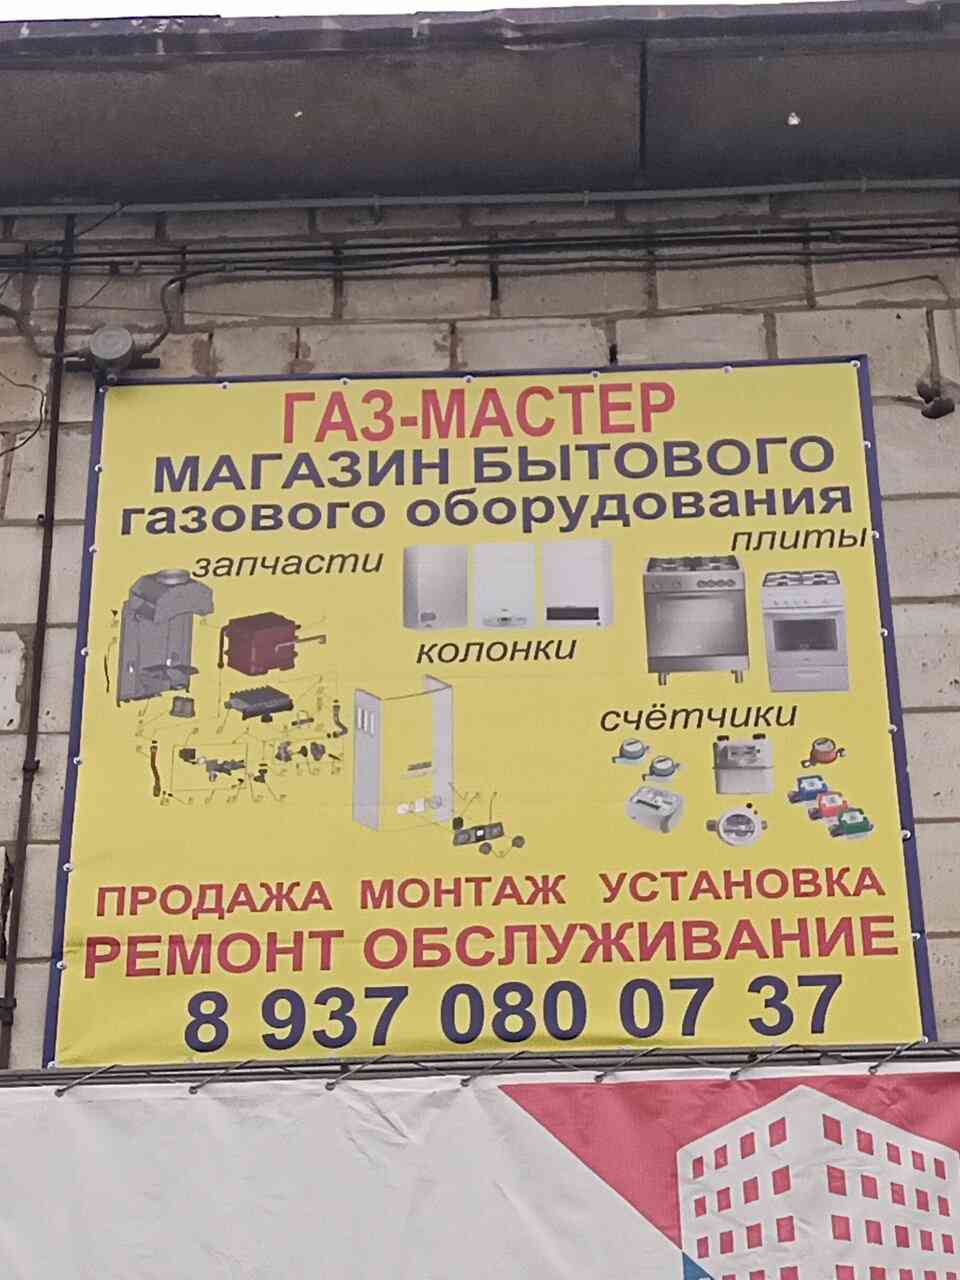 ГАЗ-МАСТЕР
МАГАЗИН БЫТОВОГО
газового оборудования
запчасти
плиты
колонки
счётчики
ПРОДАЖА МОНТАЖ УСТАНОВКА
РЕМОНТ ОБСЛУЖИВАНИЕ
8 937 080 07 37